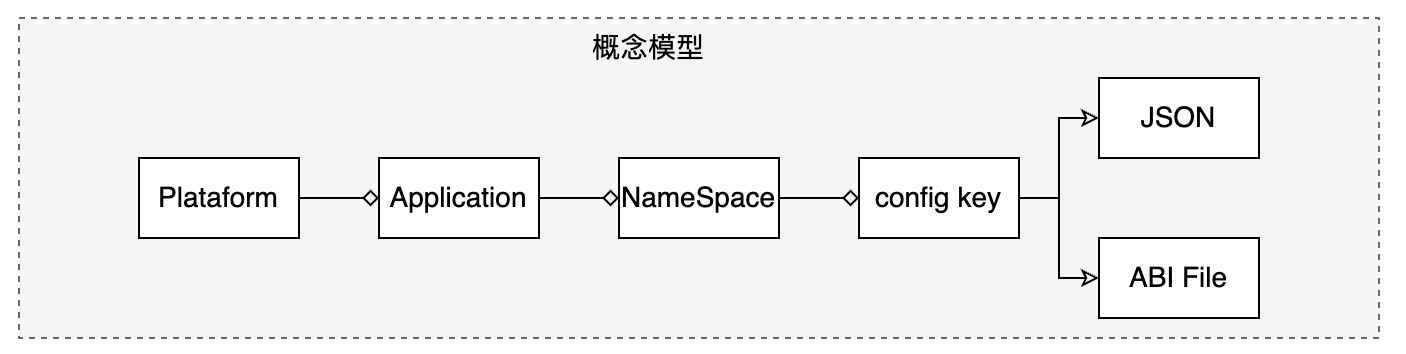 概念模型
Plataform
Application
NameSpace
config key
JSON
ABI File